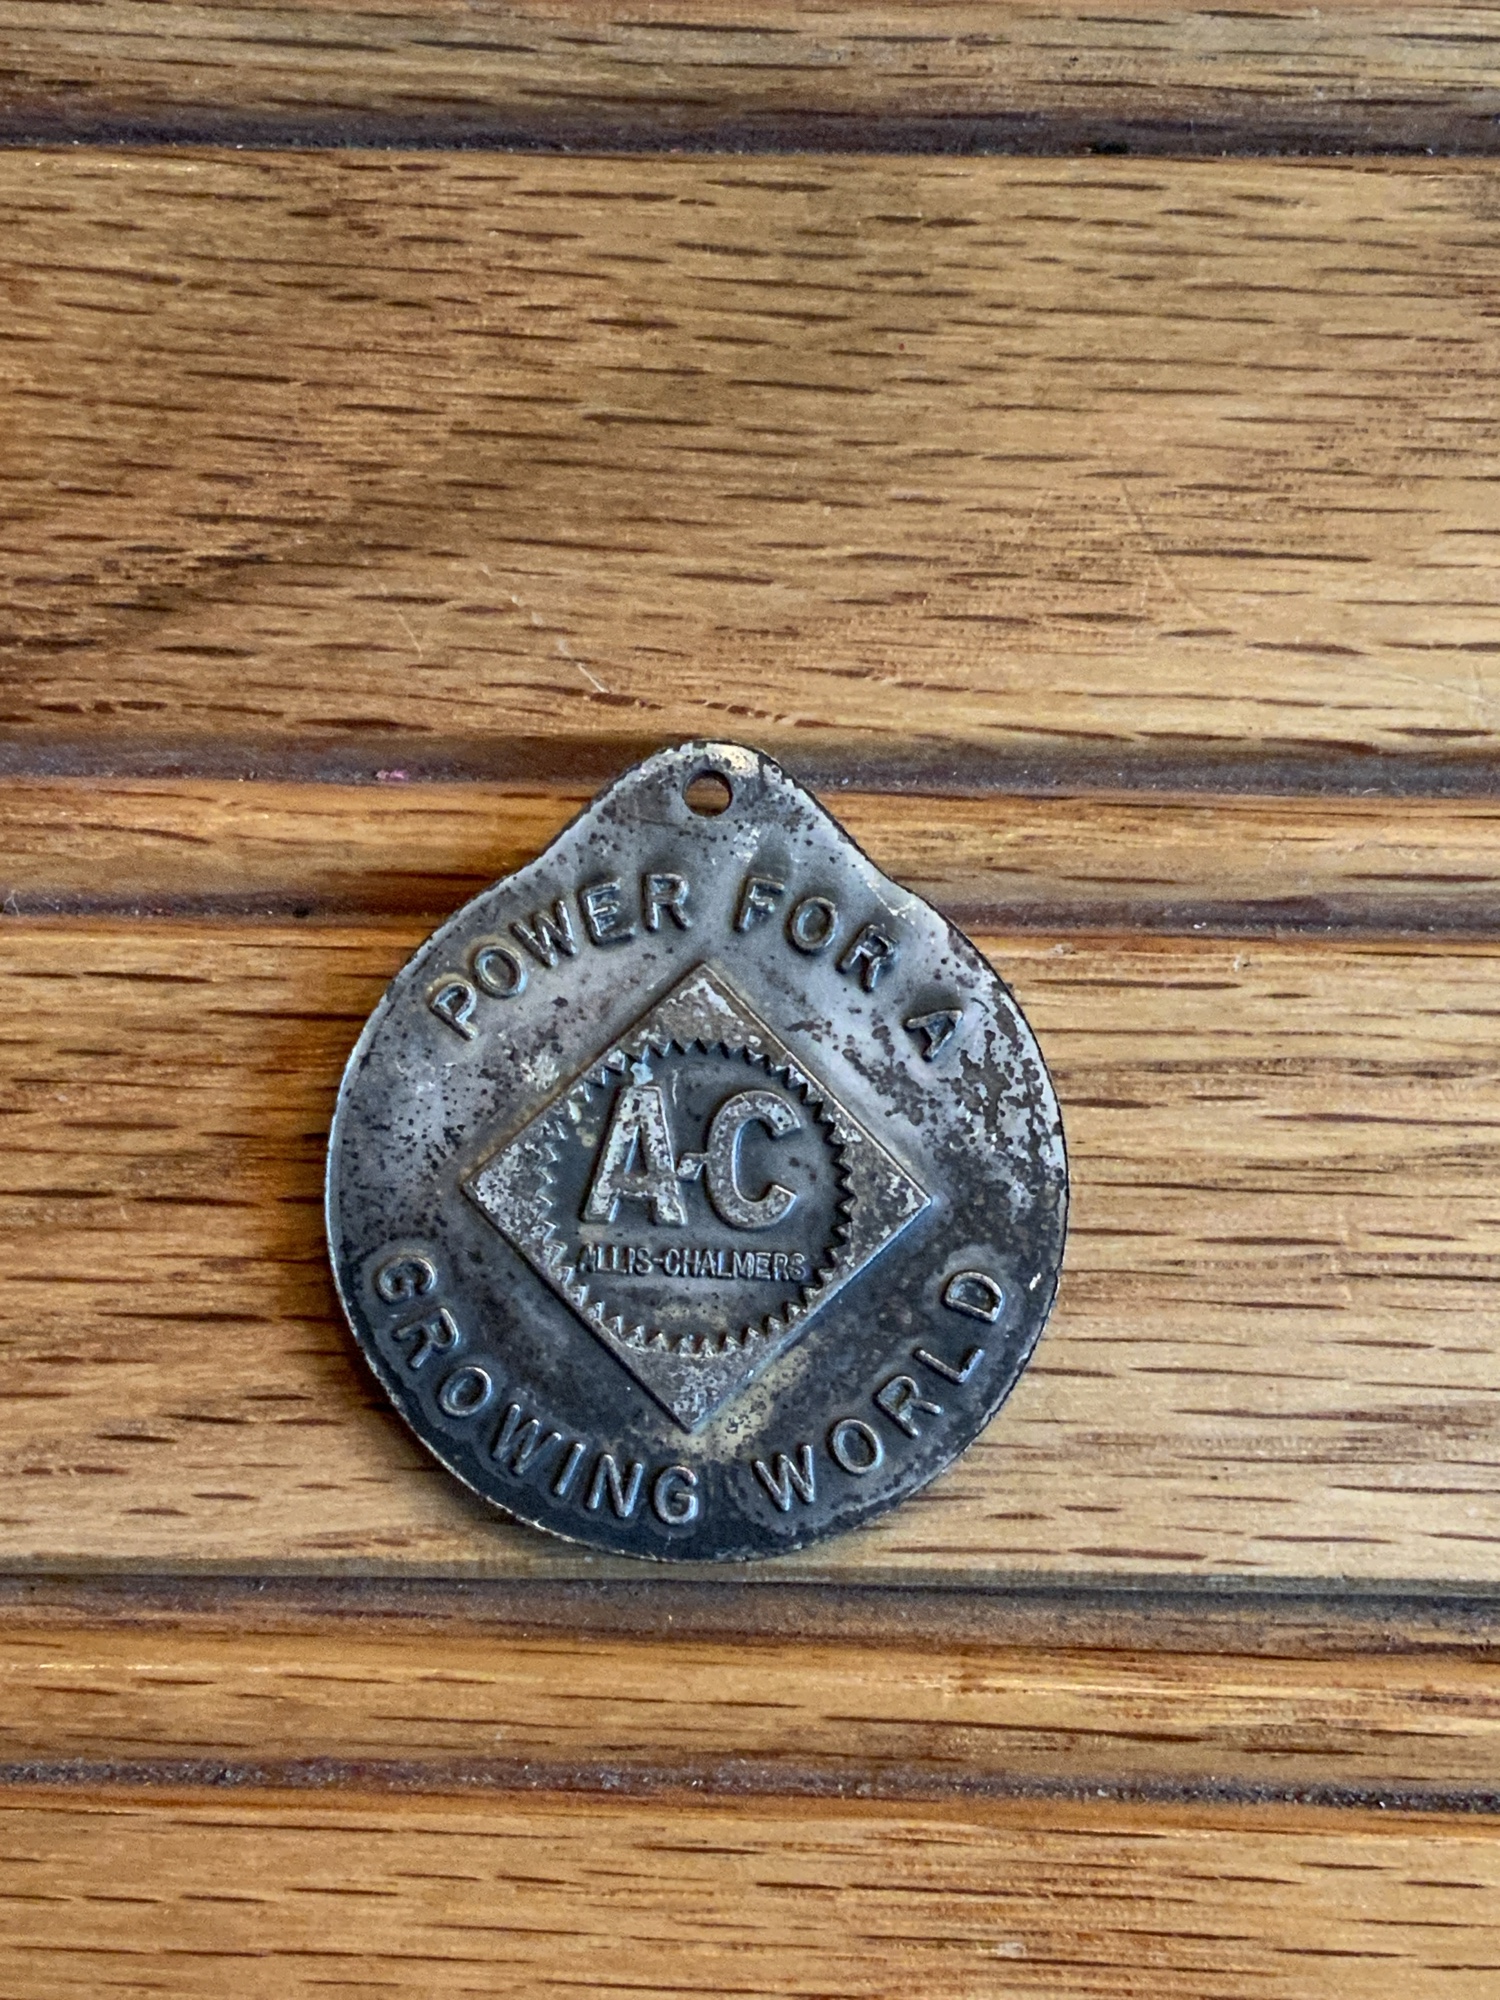 POWER FOR A
A-C
ALLIS-CHALMERS
GROWING WORLD